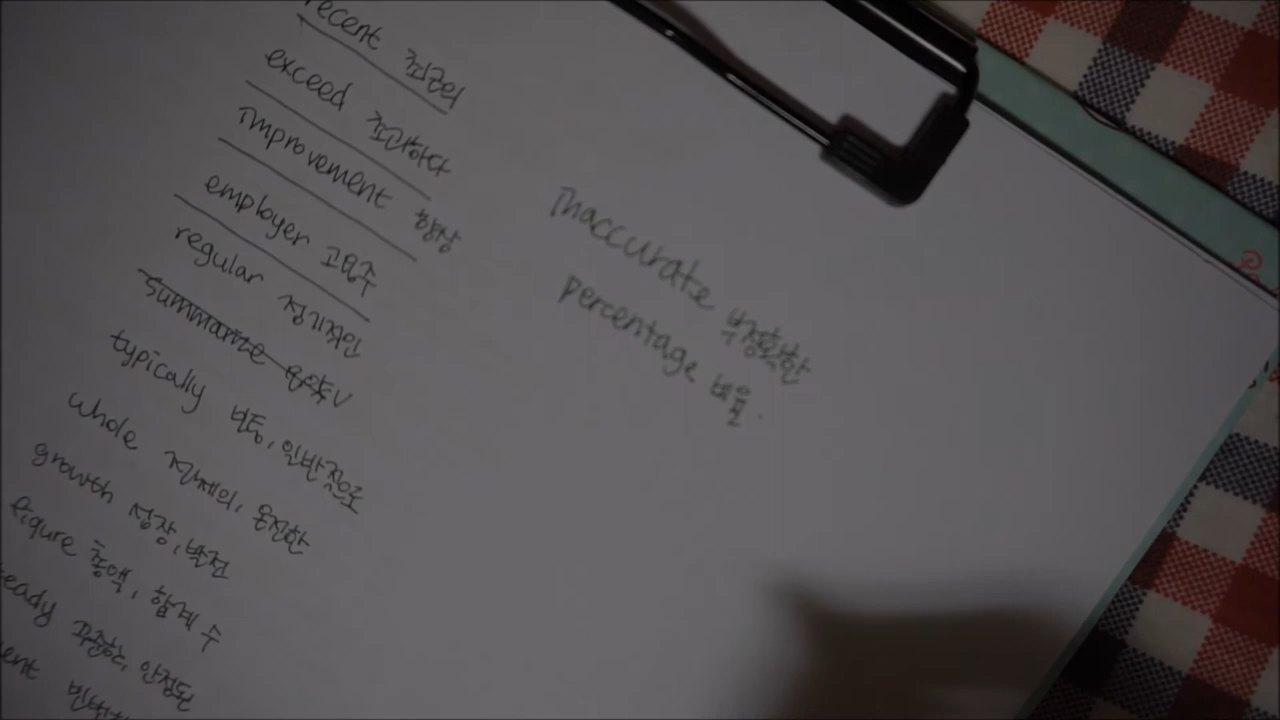 recent 최근의
exceed 초과하다
improvement 향상
employer 고용주
regular 정기적인
summarize
typically 보통, 일반적으로
whole 전체의, 온전한
growth 성장, 발전
figure 총액, 합계 수
꾸준한, 안정된
inaccurate 부정확한
percentage 비율.